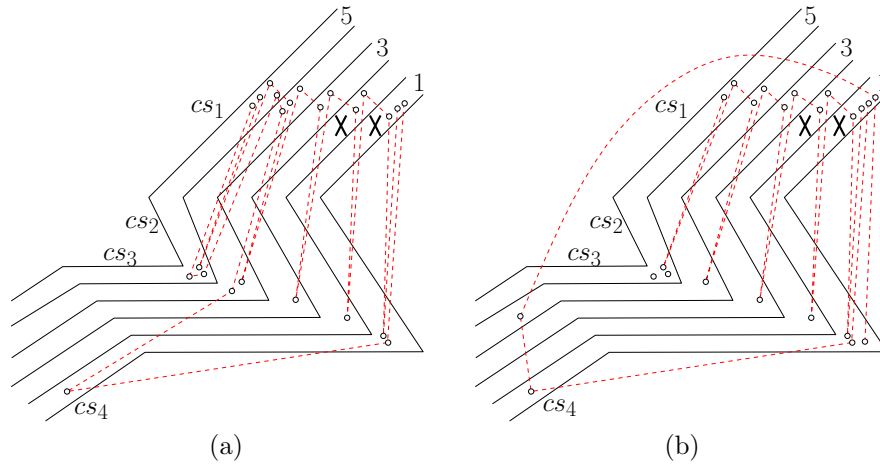 5 5
3 3
1
cs₁ cs₁
X X X X
cs₂ cs₂
cs₃ cs₃
cs₄ cs₄
(a) (b)